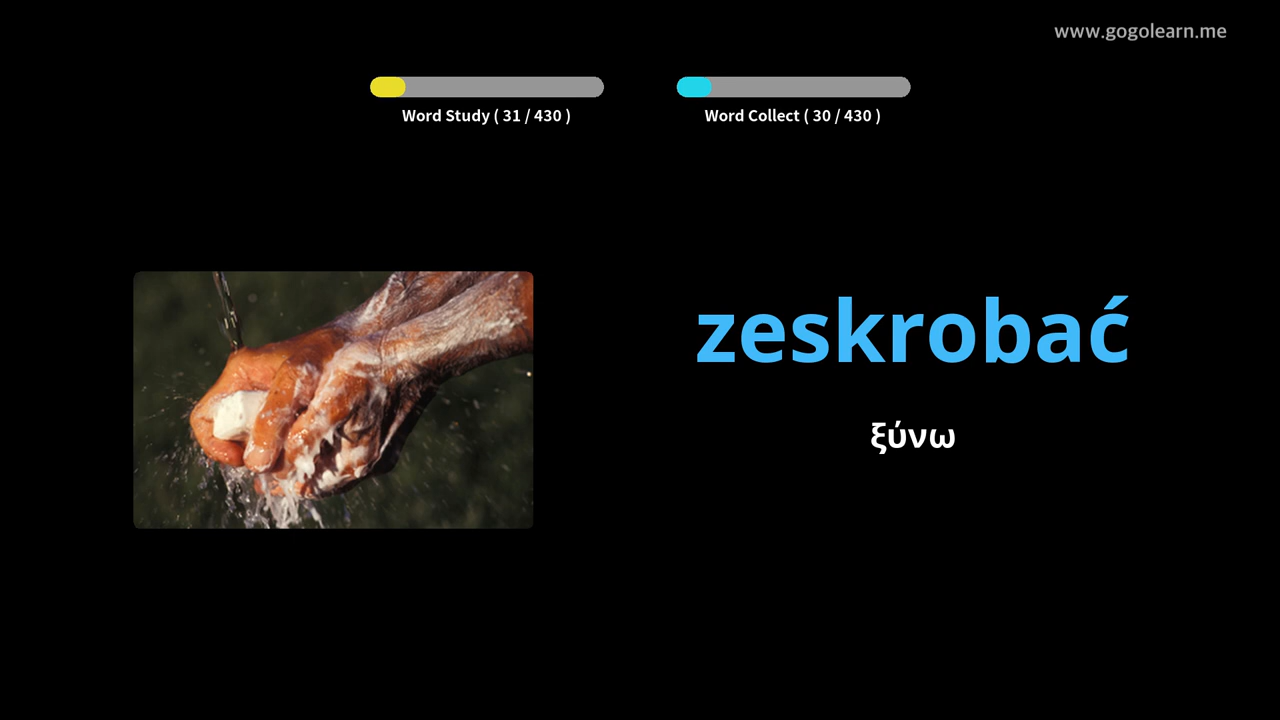 www.gogolearn.me
Word Study ( 31 / 430 )
Word Collect ( 30 / 430 )
zeskrobać
ξύνω